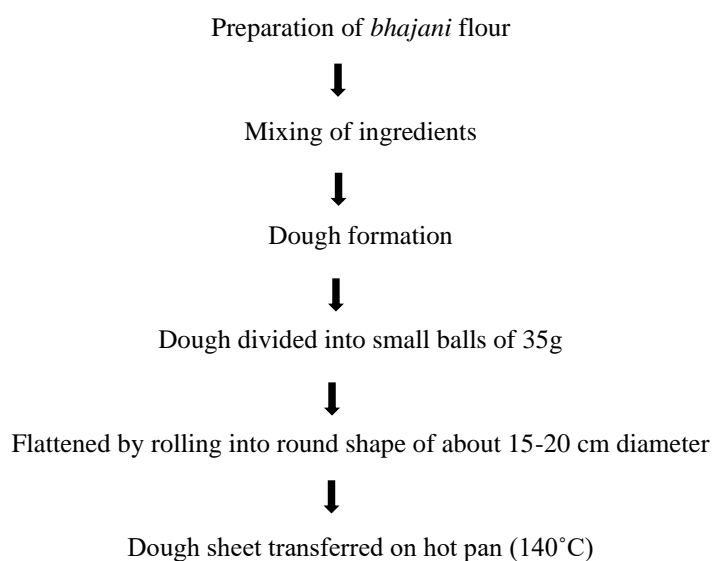 Preparation of bhajani flour
Mixing of ingredients
Dough formation
Dough divided into small balls of 35g
Flattened by rolling into round shape of about 15-20 cm diameter
Dough sheet transferred on hot pan (140˚C)